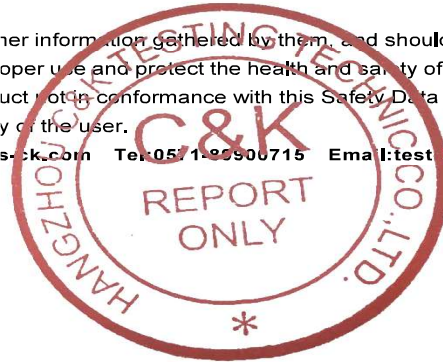 her information gathered by them, and shoul
oper use and protect the health and safety of
uct not in conformance with this Safety Data
y of the user.
s-ck.com Tel:0571-89900715 Email:test
HANGZHOU C&K TESTING TECHNIC CO.,LTD.
C&K
REPORT
ONLY
*